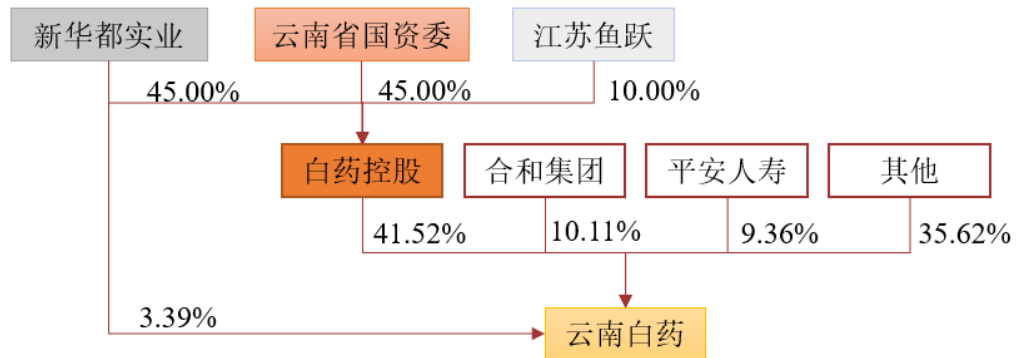 新华都实业 云南省国资委 江苏鱼跃
45.00% 45.00% 10.00%
白药控股 合和集团 平安人寿 其他
41.52% 10.11% 9.36% 35.62%
3.39%
云南白药